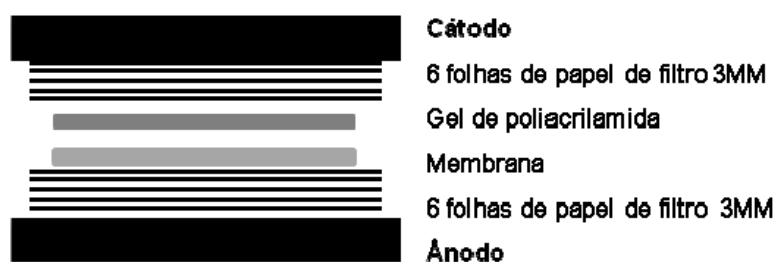 Cátodo
6 folhas de papel de filtro 3MM
Gel de poliacrilamida
Membrana
6 folhas de papel de filtro 3MM
Ânodo